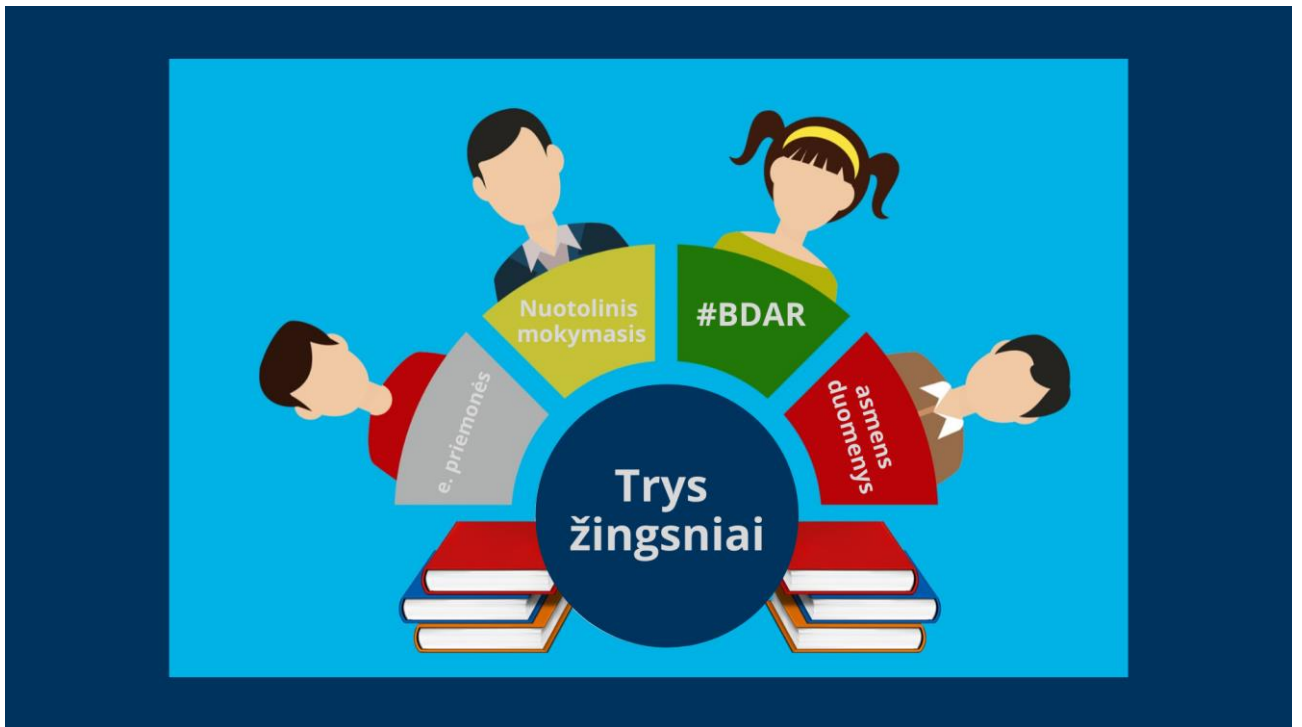 e. priemonės
Nuotolinis
mokymasis
#BDAR
asmens
duomenys
Trys
žingsniai